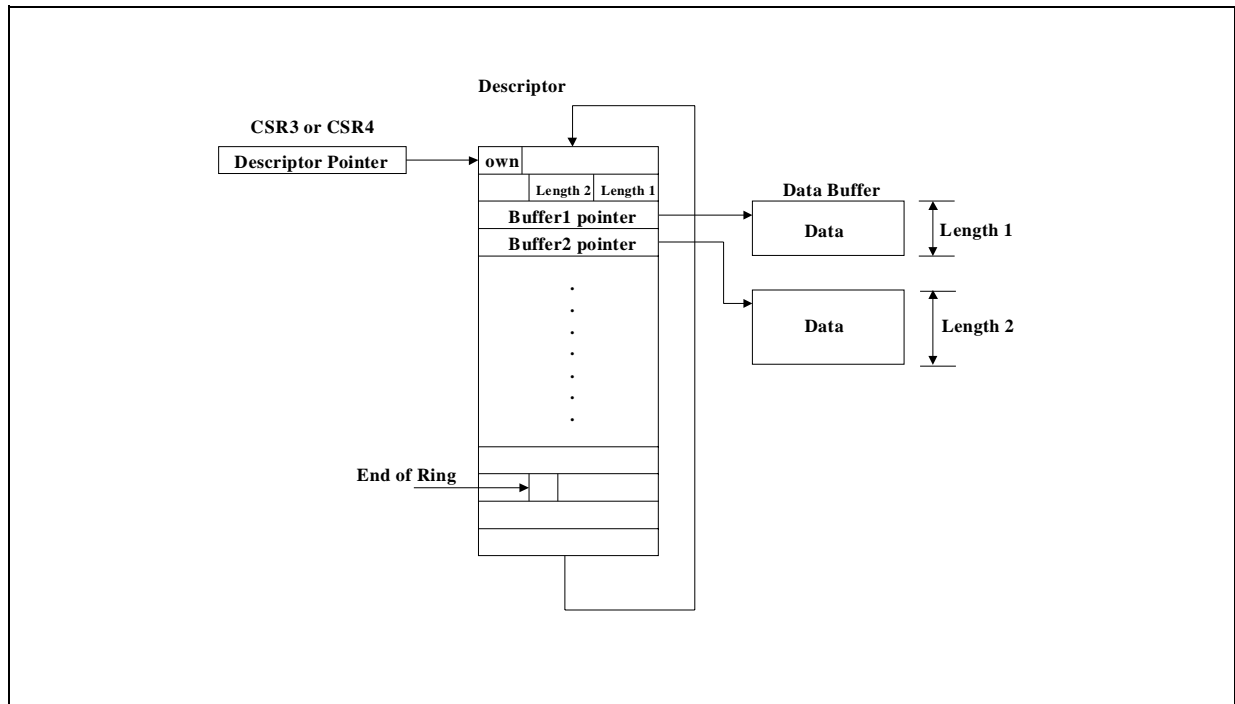 Descriptor
CSR3 or CSR4
Descriptor Pointer
own
Length 2
Length 1
Data Buffer
Buffer1 pointer
Data
Length 1
Buffer2 pointer
Data
Length 2
End of Ring